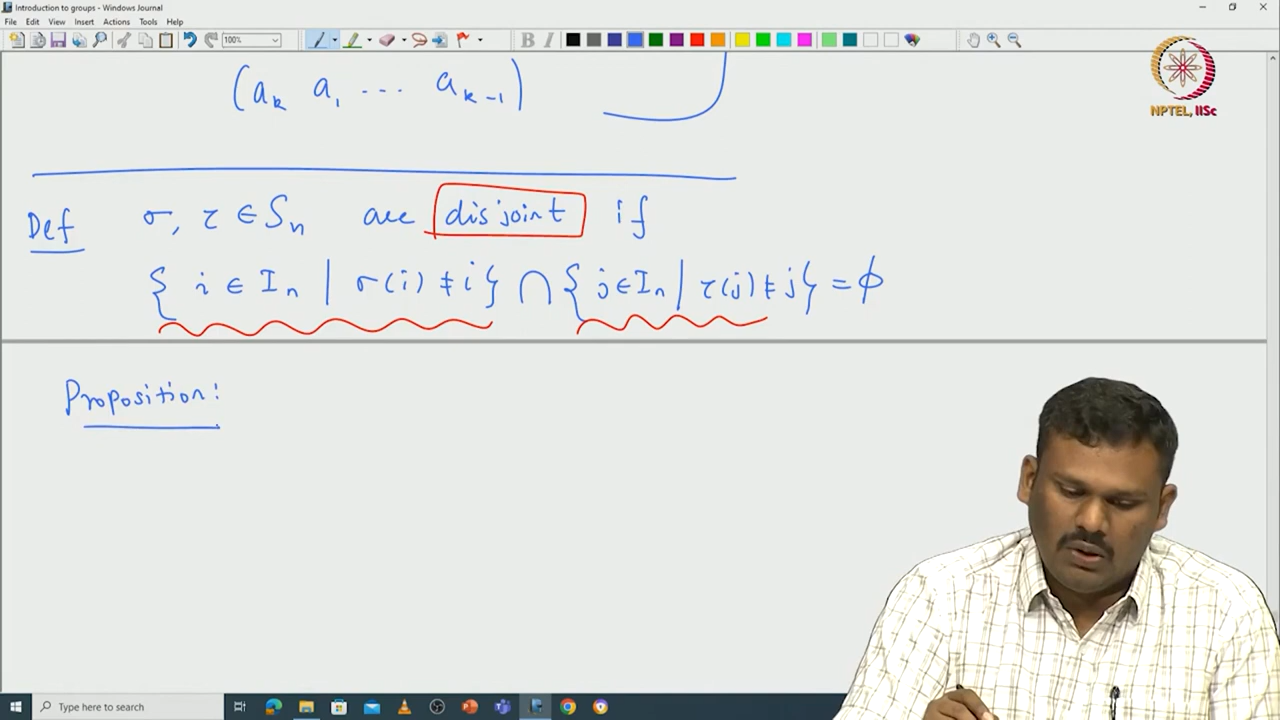 Introduction to groups - Windows Journal
File Edit View Insert Actions Tools Help
100%
B I
NPTEL, IISc
(a_k a_1 ... a_{k-1})
Def σ, τ ∈ S_n are disjoint if
{ i ∈ I_n | σ(i) ≠ i} ∩ { j ∈ I_n | τ(j) ≠ j} = ϕ
Proposition:
Type here to search